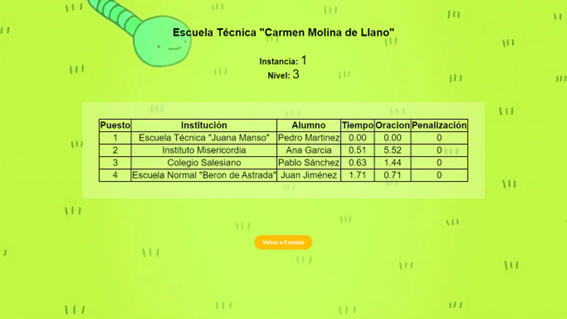 Escuela Técnica "Carmen Molina de Llano"
Instancia: 1
Nivel: 3
Puesto Institución Alumno Tiempo Oracion Penalización
1 Escuela Técnica "Juana Manso" Pedro Martinez 0.00 0.00 0
2 Instituto Misericordia Ana Garcia 0.51 5.52 0
3 Colegio Salesiano Pablo Sánchez 0.63 1.44 0
4 Escuela Normal "Beron de Astrada" Juan Jiménez 1.71 0.71 0
Volver a Eventos